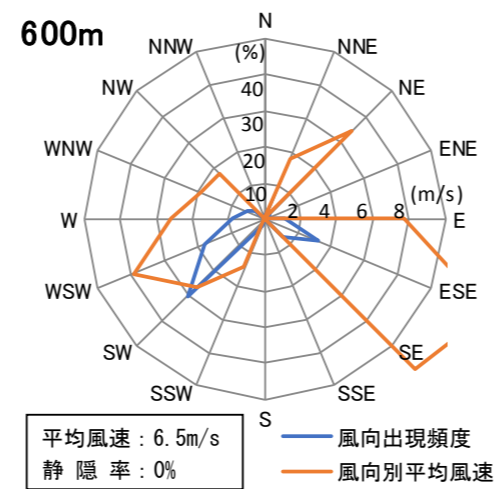 600m
N
NNW
NNE
(%)
NW
NE
40
30
WNW
ENE
20
10
(m/s)
W
2
4
6
8
E
WSW
ESE
SW
SE
SSW
SSE
S
平均風速：6.5m/s
静 隠 率：0%
風向出現頻度
風向別平均風速